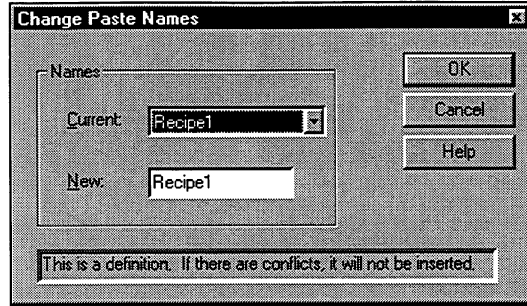 Change Paste Names
Names
OK
Current: Recipe1
Cancel
Help
New: Recipe1
This is a definition. If there are conflicts, it will not be inserted.